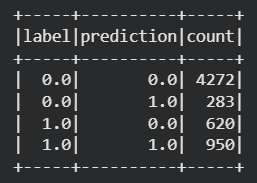 +-----+----------+-----+
|label|prediction|count|
+-----+----------+-----+
|  0.0|       0.0| 4272|
|  0.0|       1.0|  283|
|  1.0|       0.0|  620|
|  1.0|       1.0|  950|
+-----+----------+-----+